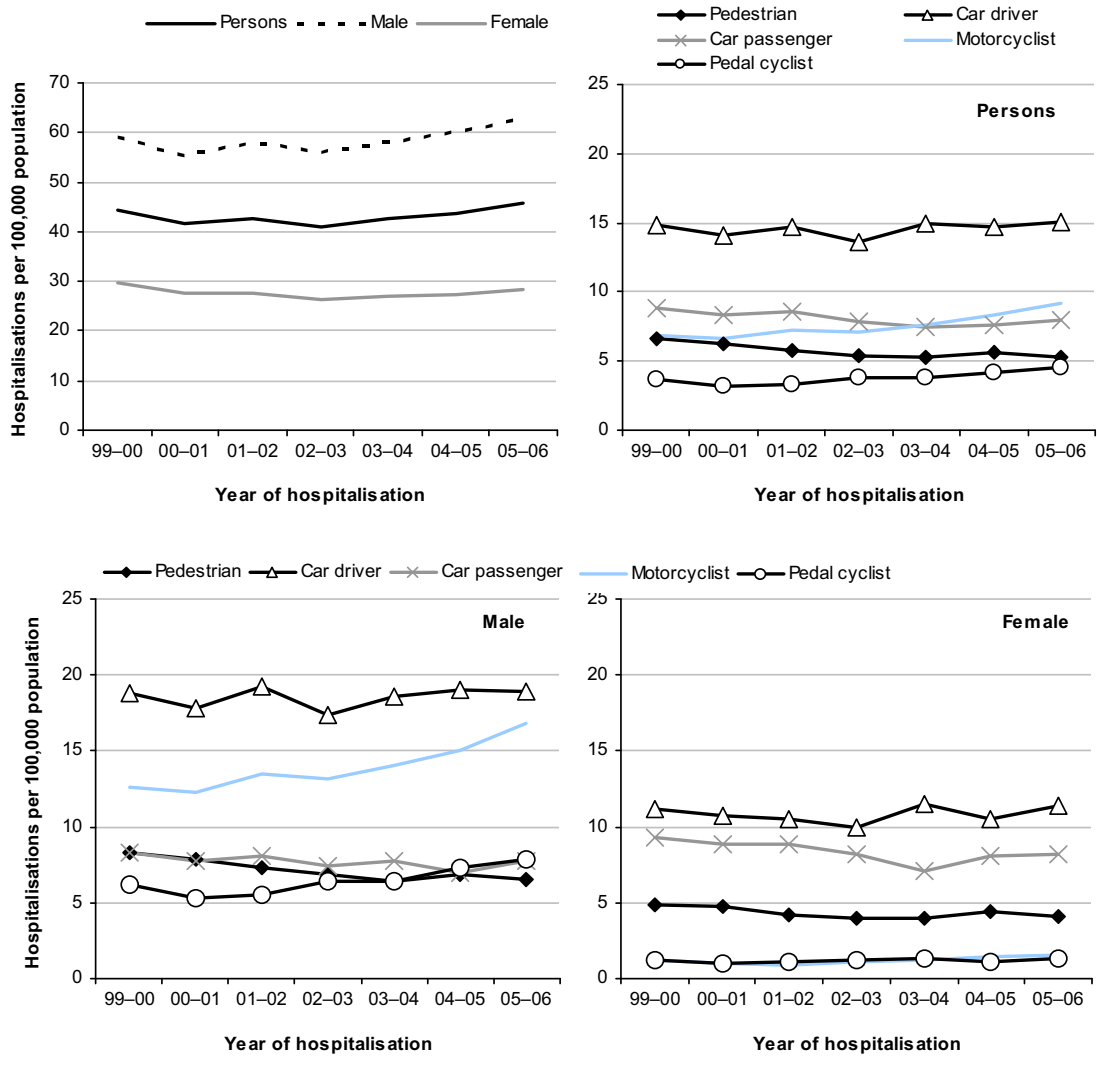 Persons Male Female
Hospitalisations per 100,000 population
70
60
50
40
30
20
10
0
99–00 00–01 01–02 02–03 03–04 04–05 05–06
Year of hospitalisation
Pedestrian Car driver
Car passenger Motorcyclist
Pedal cyclist
Persons
25
20
15
10
5
0
99–00 00–01 01–02 02–03 03–04 04–05 05–06
Year of hospitalisation
Pedestrian Car driver Car passenger Motorcyclist Pedal cyclist
Hospitalisations per 100,000 population
Male
25
20
15
10
5
0
99–00 00–01 01–02 02–03 03–04 04–05 05–06
Year of hospitalisation
Female
25
20
15
10
5
0
99–00 00–01 01–02 02–03 03–04 04–05 05–06
Year of hospitalisation